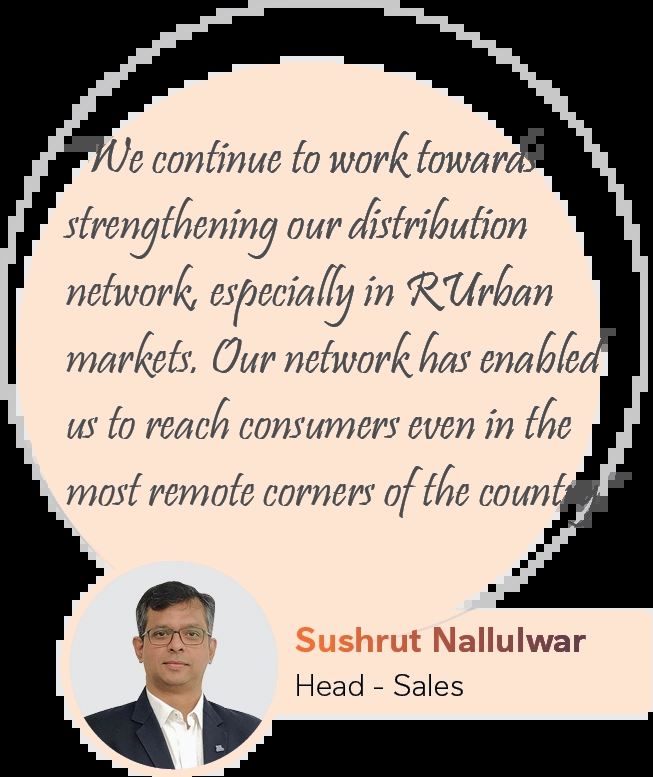 We continue to work towards
strengthening our distribution
network, especially in RUrban
markets. Our network has enabled
us to reach consumers even in the
most remote corners of the country
Sushrut Nallulwar
Head - Sales